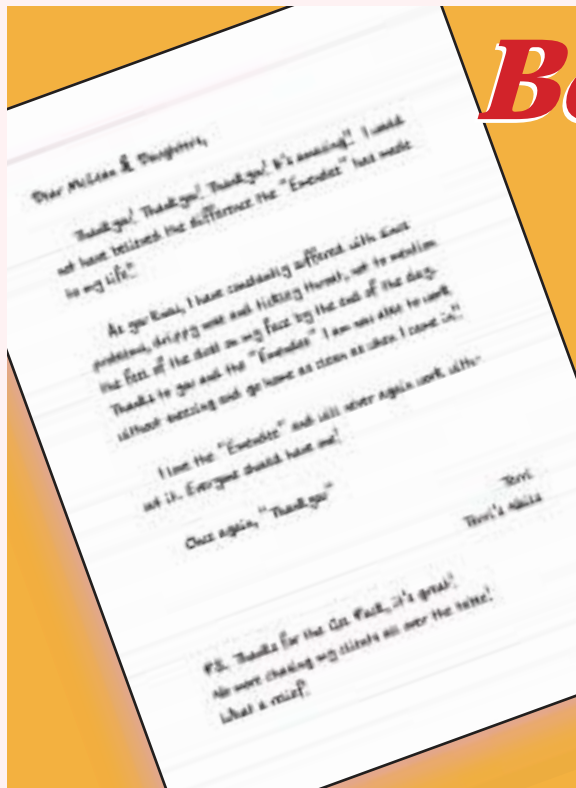 Be
Dear McLean & Daughters,
Thank you! Thank you! Thank you! It's amazing!! I would
not have believed the difference the "Emender" has made
to my life!!
As you know, I have constantly suffered with sinus
problems, drippy nose and tickling throat, not to mention
the feel of the dust on my face by the end of the day.
Thanks to you and the I am now able to work
without sneezing and go home as clean as when I came in!!
I love the and will never again work with-
out it. Everyone should have one!
Once again, "Thank you"
Terri
Terri's Nails
P.S. Thanks for the Gel Pack, it's great!
No more chasing my clients all over the table!
What a relief!